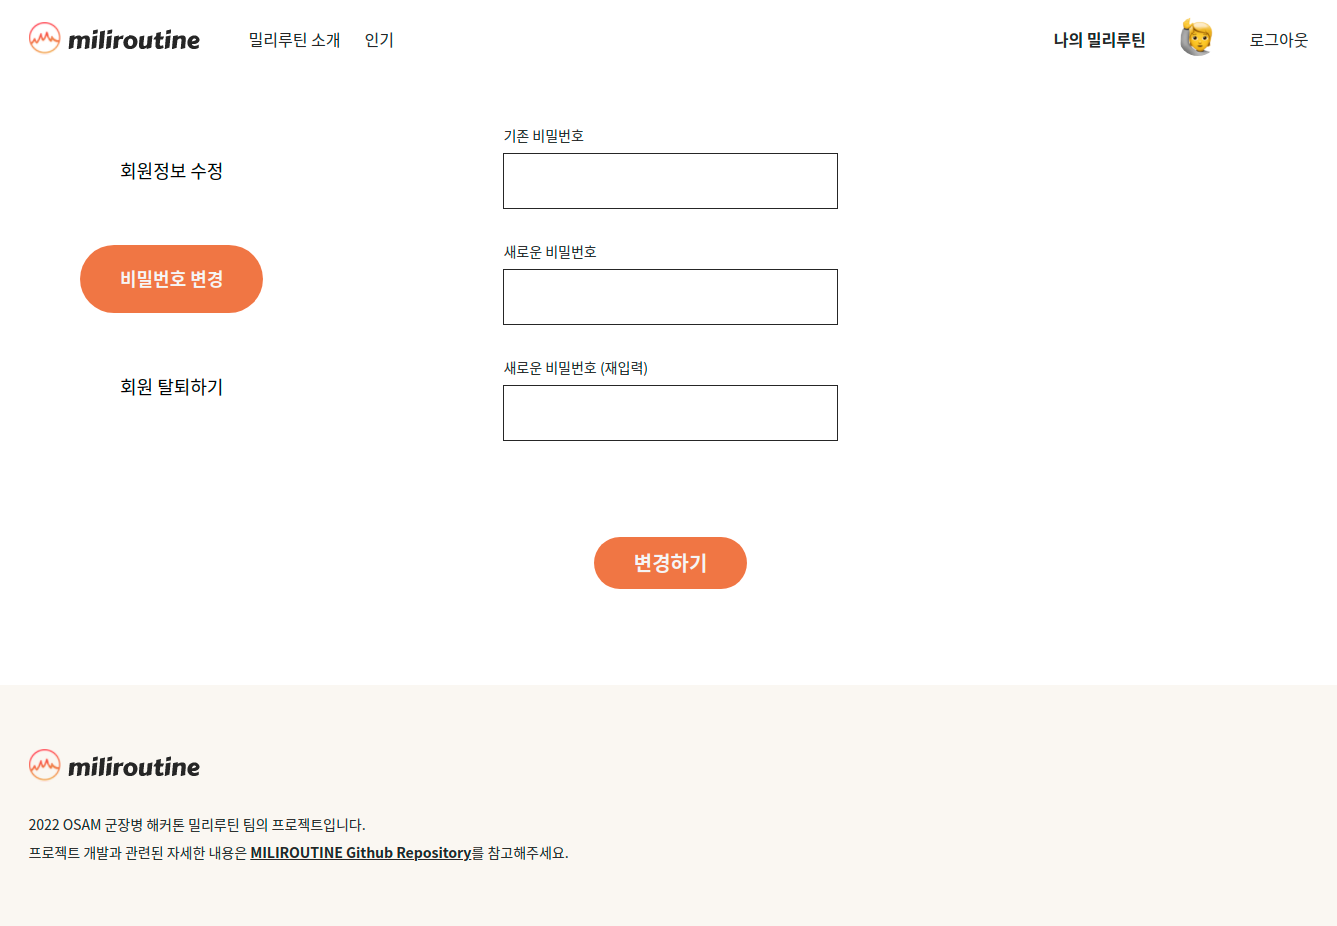 miliroutine
밀리루틴 소개
인기
나의 밀리루틴
로그아웃
회원정보 수정
비밀번호 변경
회원 탈퇴하기
기존 비밀번호
새로운 비밀번호
새로운 비밀번호 (재입력)
변경하기
miliroutine
2022 OSAM 군장병 해커톤 밀리루틴 팀의 프로젝트입니다.
프로젝트 개발과 관련된 자세한 내용은 MILIROUTINE Github Repository를 참고해주세요.